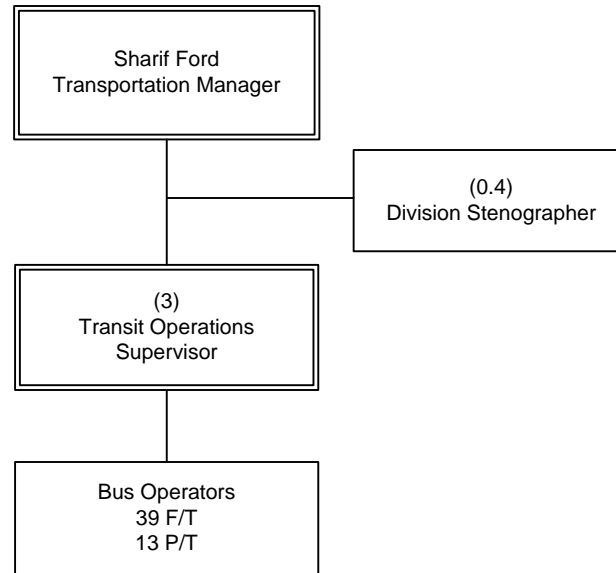 Sharif Ford
Transportation Manager
(0.4)
Division Stenographer
(3)
Transit Operations
Supervisor
Bus Operators
39 F/T
13 P/T